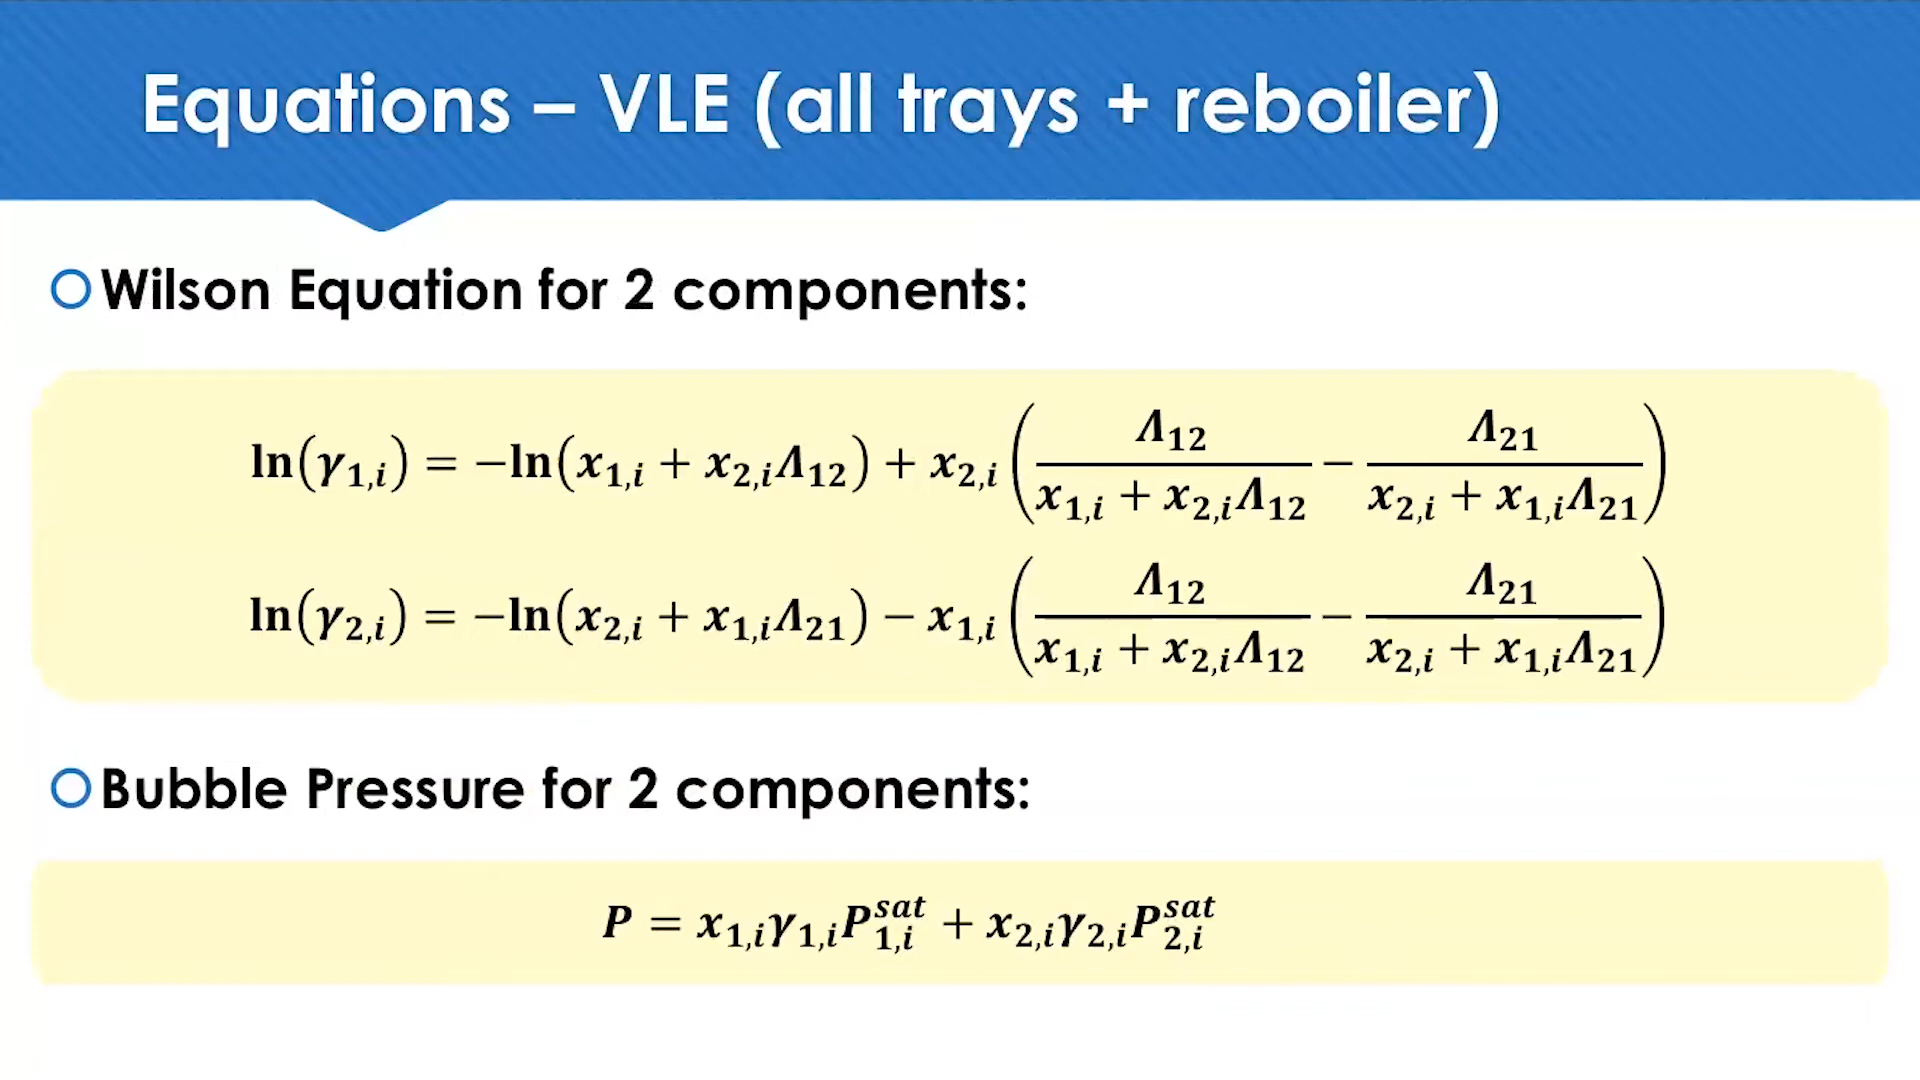 Equations – VLE (all trays + reboiler)
Wilson Equation for 2 components:
ln(γ₁,ᵢ) = −ln(x₁,ᵢ + x₂,ᵢΛ₁₂) + x₂,ᵢ (Λ₁₂ / (x₁,ᵢ + x₂,ᵢΛ₁₂) − Λ₂₁ / (x₂,ᵢ + x₁,ᵢΛ₂₁))
ln(γ₂,ᵢ) = −ln(x₂,ᵢ + x₁,ᵢΛ₂₁) − x₁,ᵢ (Λ₁₂ / (x₁,ᵢ + x₂,ᵢΛ₁₂) − Λ₂₁ / (x₂,ᵢ + x₁,ᵢΛ₂₁))
Bubble Pressure for 2 components:
P = x₁,ᵢγ₁,ᵢP₁,ᵢ^sat + x₂,ᵢγ₂,ᵢP₂,ᵢ^sat